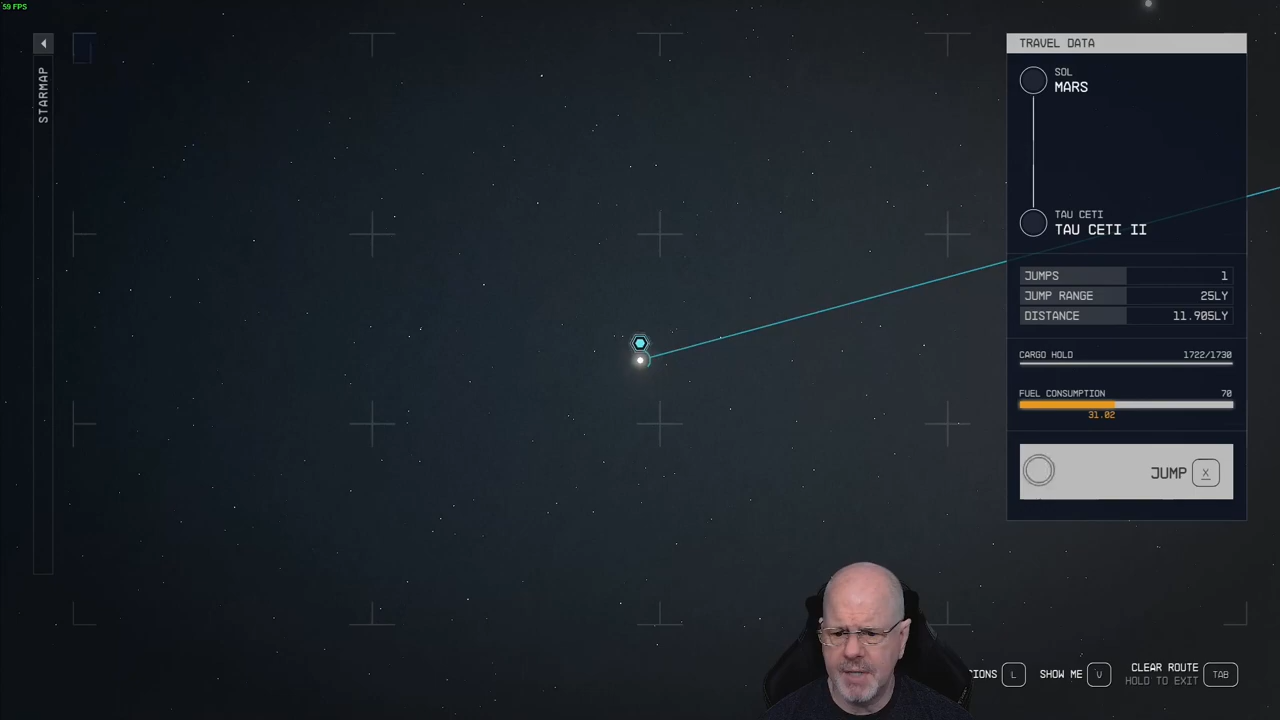 59 FPS
STARMAP
TRAVEL DATA
SOL
MARS
TAU CETI
TAU CETI II
JUMPS 1
JUMP RANGE 25LY
DISTANCE 11.905LY
CARGO HOLD 1722/1730
FUEL CONSUMPTION 70
31.02
JUMP X
IONS L SHOW ME V CLEAR ROUTE TAB
HOLD TO EXIT